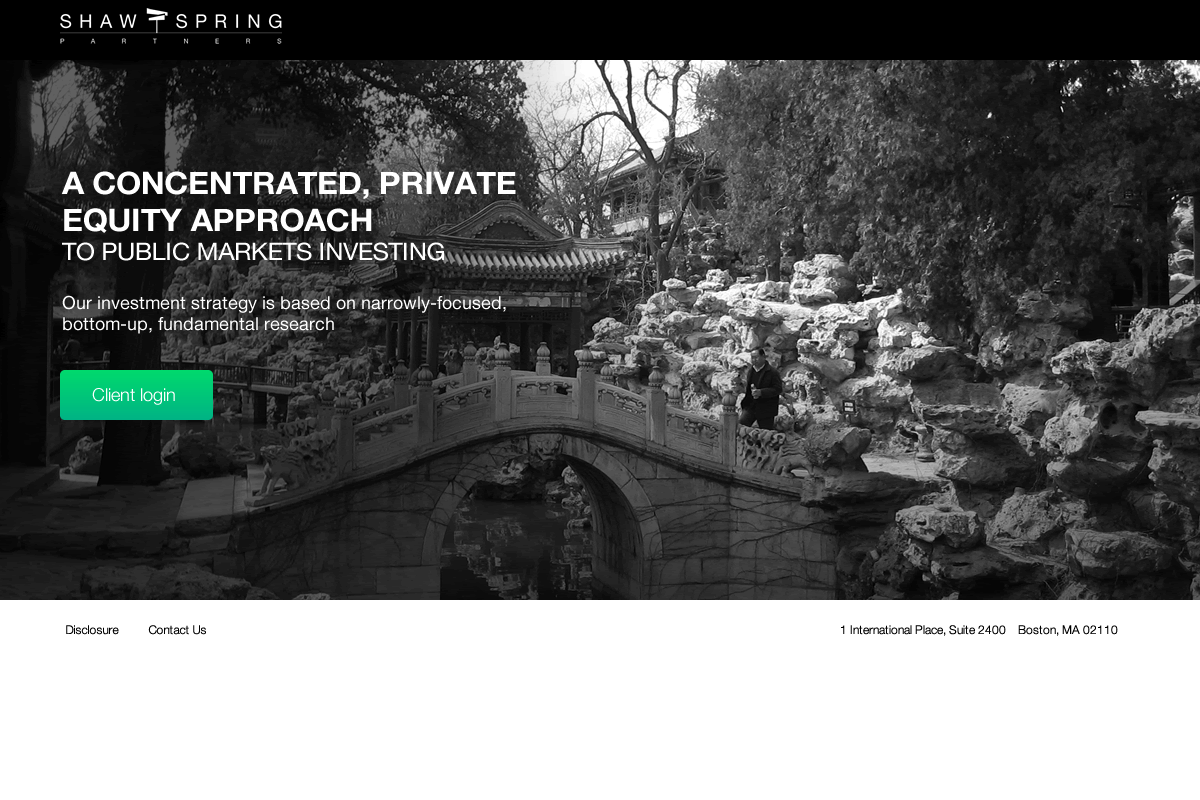 SHAW SPRING
PARTNERS
A CONCENTRATED, PRIVATE
EQUITY APPROACH
TO PUBLIC MARKETS INVESTING
Our investment strategy is based on narrowly-focused,
bottom-up, fundamental research
Client login
Disclosure Contact Us 1 International Place, Suite 2400 Boston, MA 02110